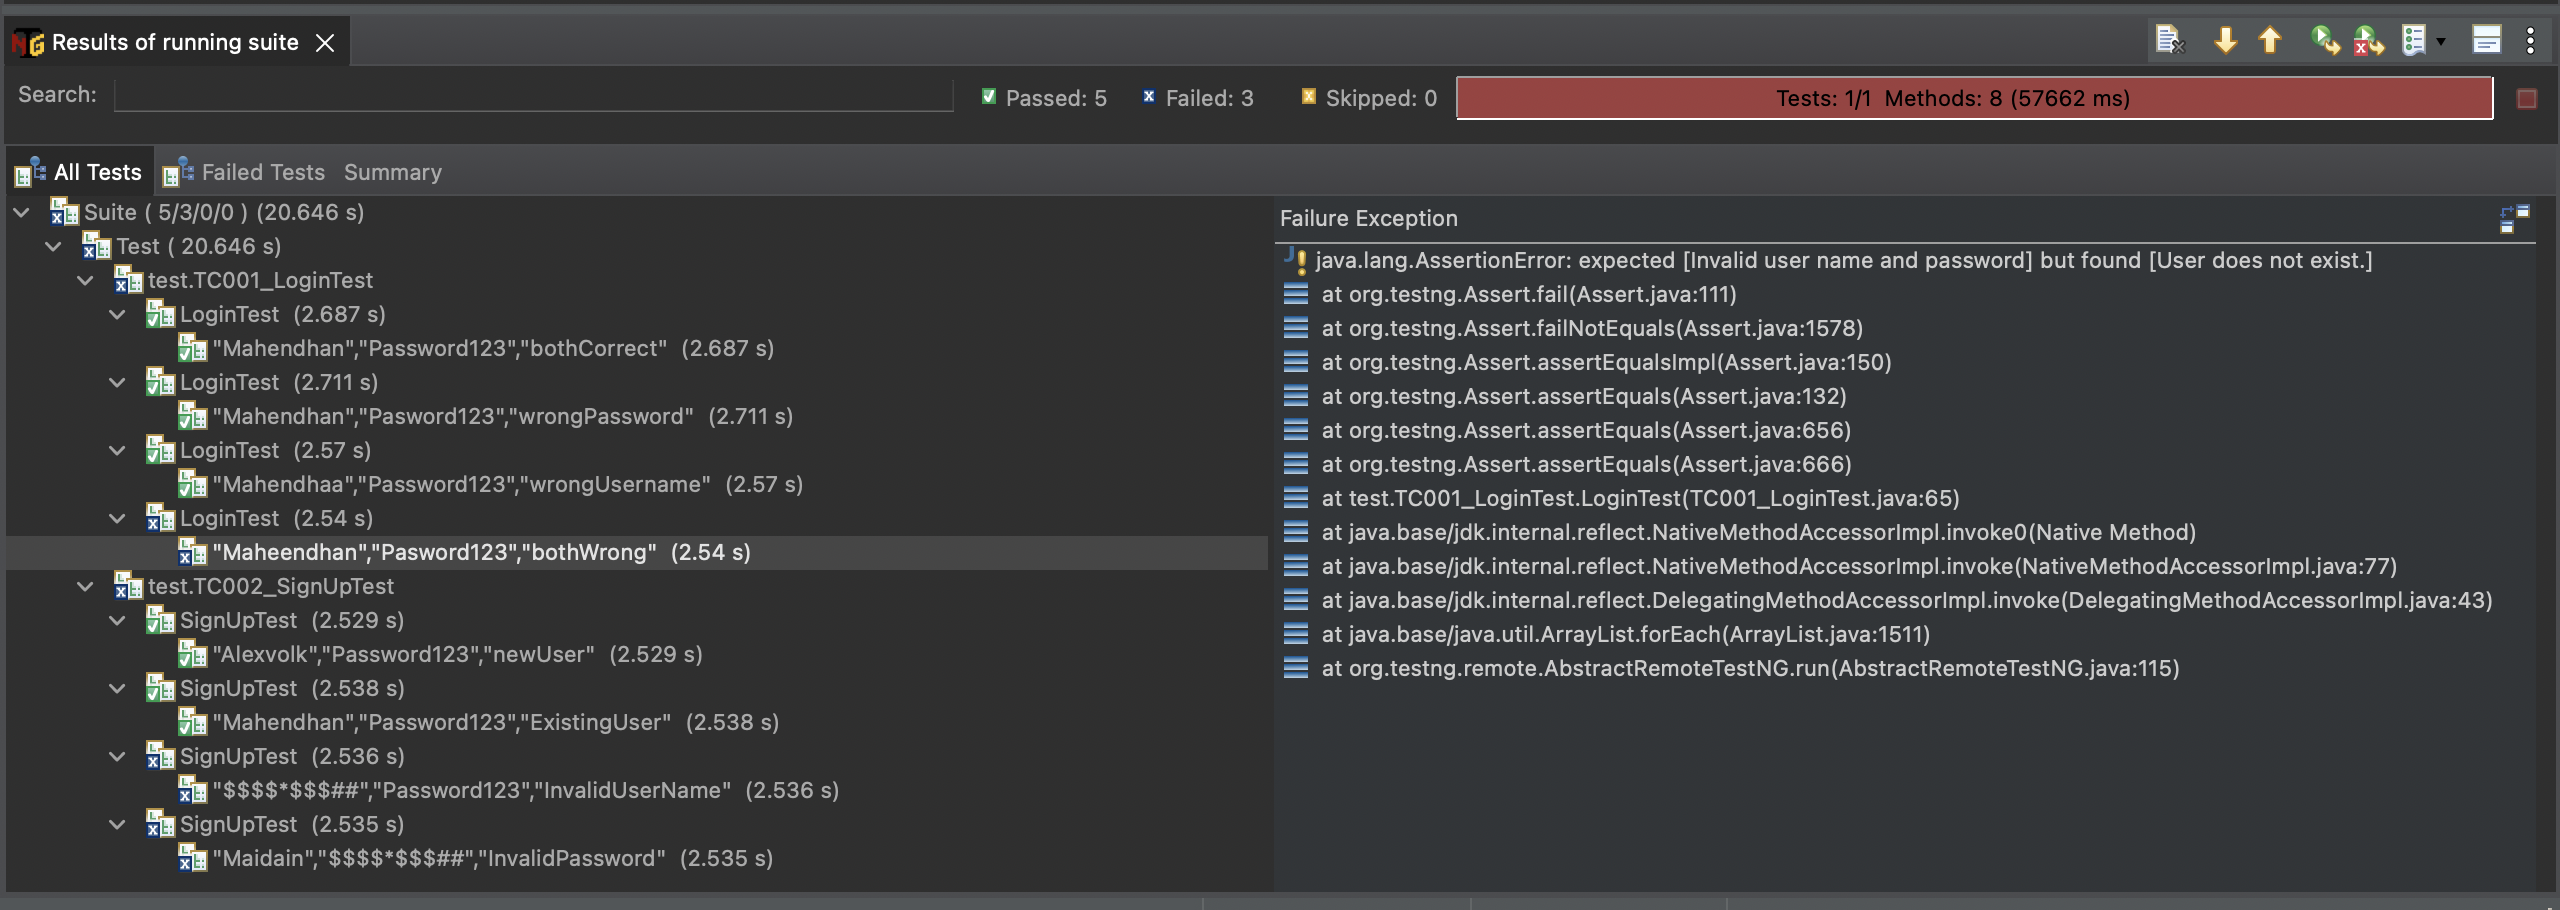 Results of running suite
Search:
Passed: 5
Failed: 3
Skipped: 0
Tests: 1/1 Methods: 8 (57662 ms)
All Tests
Failed Tests
Summary
Suite ( 5/3/0/0 ) (20.646 s)
Test ( 20.646 s)
test.TC001_LoginTest
LoginTest (2.687 s)
"Mahendhan","Password123","bothCorrect" (2.687 s)
LoginTest (2.711 s)
"Mahendhan","Pasword123","wrongPassword" (2.711 s)
LoginTest (2.57 s)
"Mahendhaa","Password123","wrongUsername" (2.57 s)
LoginTest (2.54 s)
"Maheendhan","Pasword123","bothWrong" (2.54 s)
test.TC002_SignUpTest
SignUpTest (2.529 s)
"Alexvolk","Password123","newUser" (2.529 s)
SignUpTest (2.538 s)
"Mahendhan","Password123","ExistingUser" (2.538 s)
SignUpTest (2.536 s)
"$$$$*$$$##","Password123","InvalidUserName" (2.536 s)
SignUpTest (2.535 s)
"Maidain","$$$$*$$$##","InvalidPassword" (2.535 s)
Failure Exception
java.lang.AssertionError: expected [Invalid user name and password] but found [User does not exist.]
at org.testng.Assert.fail(Assert.java:111)
at org.testng.Assert.failNotEquals(Assert.java:1578)
at org.testng.Assert.assertEqualsImpl(Assert.java:150)
at org.testng.Assert.assertEquals(Assert.java:132)
at org.testng.Assert.assertEquals(Assert.java:656)
at org.testng.Assert.assertEquals(Assert.java:666)
at test.TC001_LoginTest.LoginTest(TC001_LoginTest.java:65)
at java.base/jdk.internal.reflect.NativeMethodAccessorImpl.invoke0(Native Method)
at java.base/jdk.internal.reflect.NativeMethodAccessorImpl.invoke(NativeMethodAccessorImpl.java:77)
at java.base/jdk.internal.reflect.DelegatingMethodAccessorImpl.invoke(DelegatingMethodAccessorImpl.java:43)
at java.base/java.util.ArrayList.forEach(ArrayList.java:1511)
at org.testng.remote.AbstractRemoteTestNG.run(AbstractRemoteTestNG.java:115)